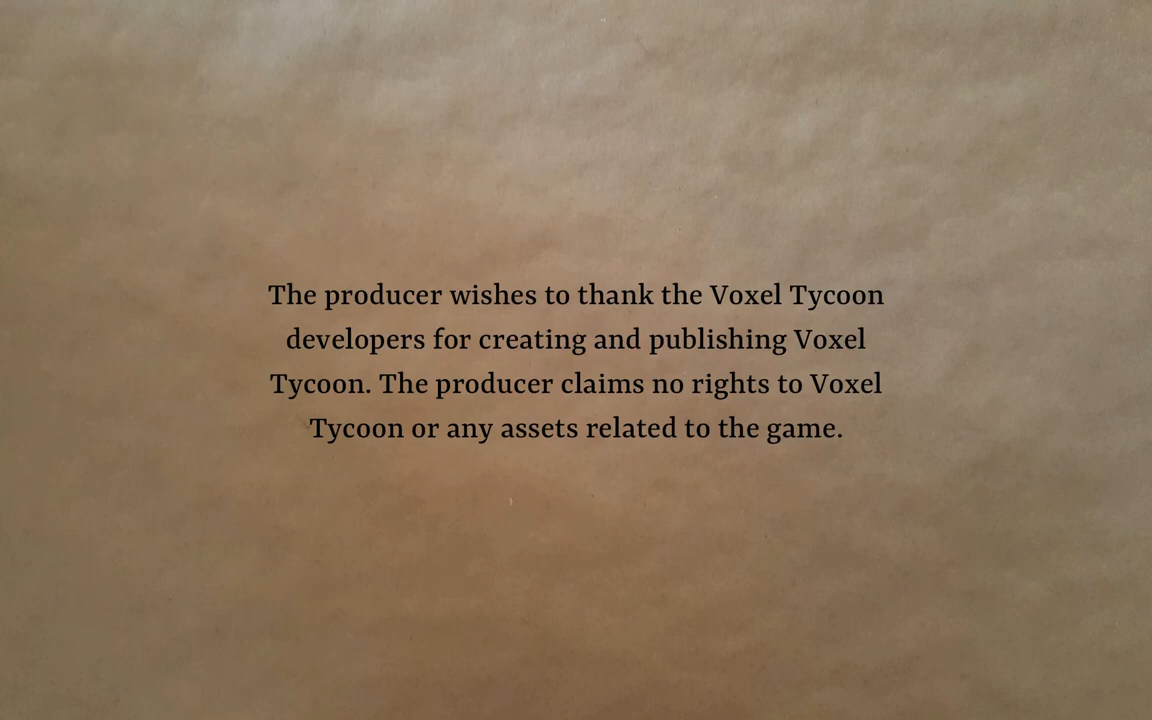 The producer wishes to thank the Voxel Tycoon
developers for creating and publishing Voxel
Tycoon. The producer claims no rights to Voxel
Tycoon or any assets related to the game.